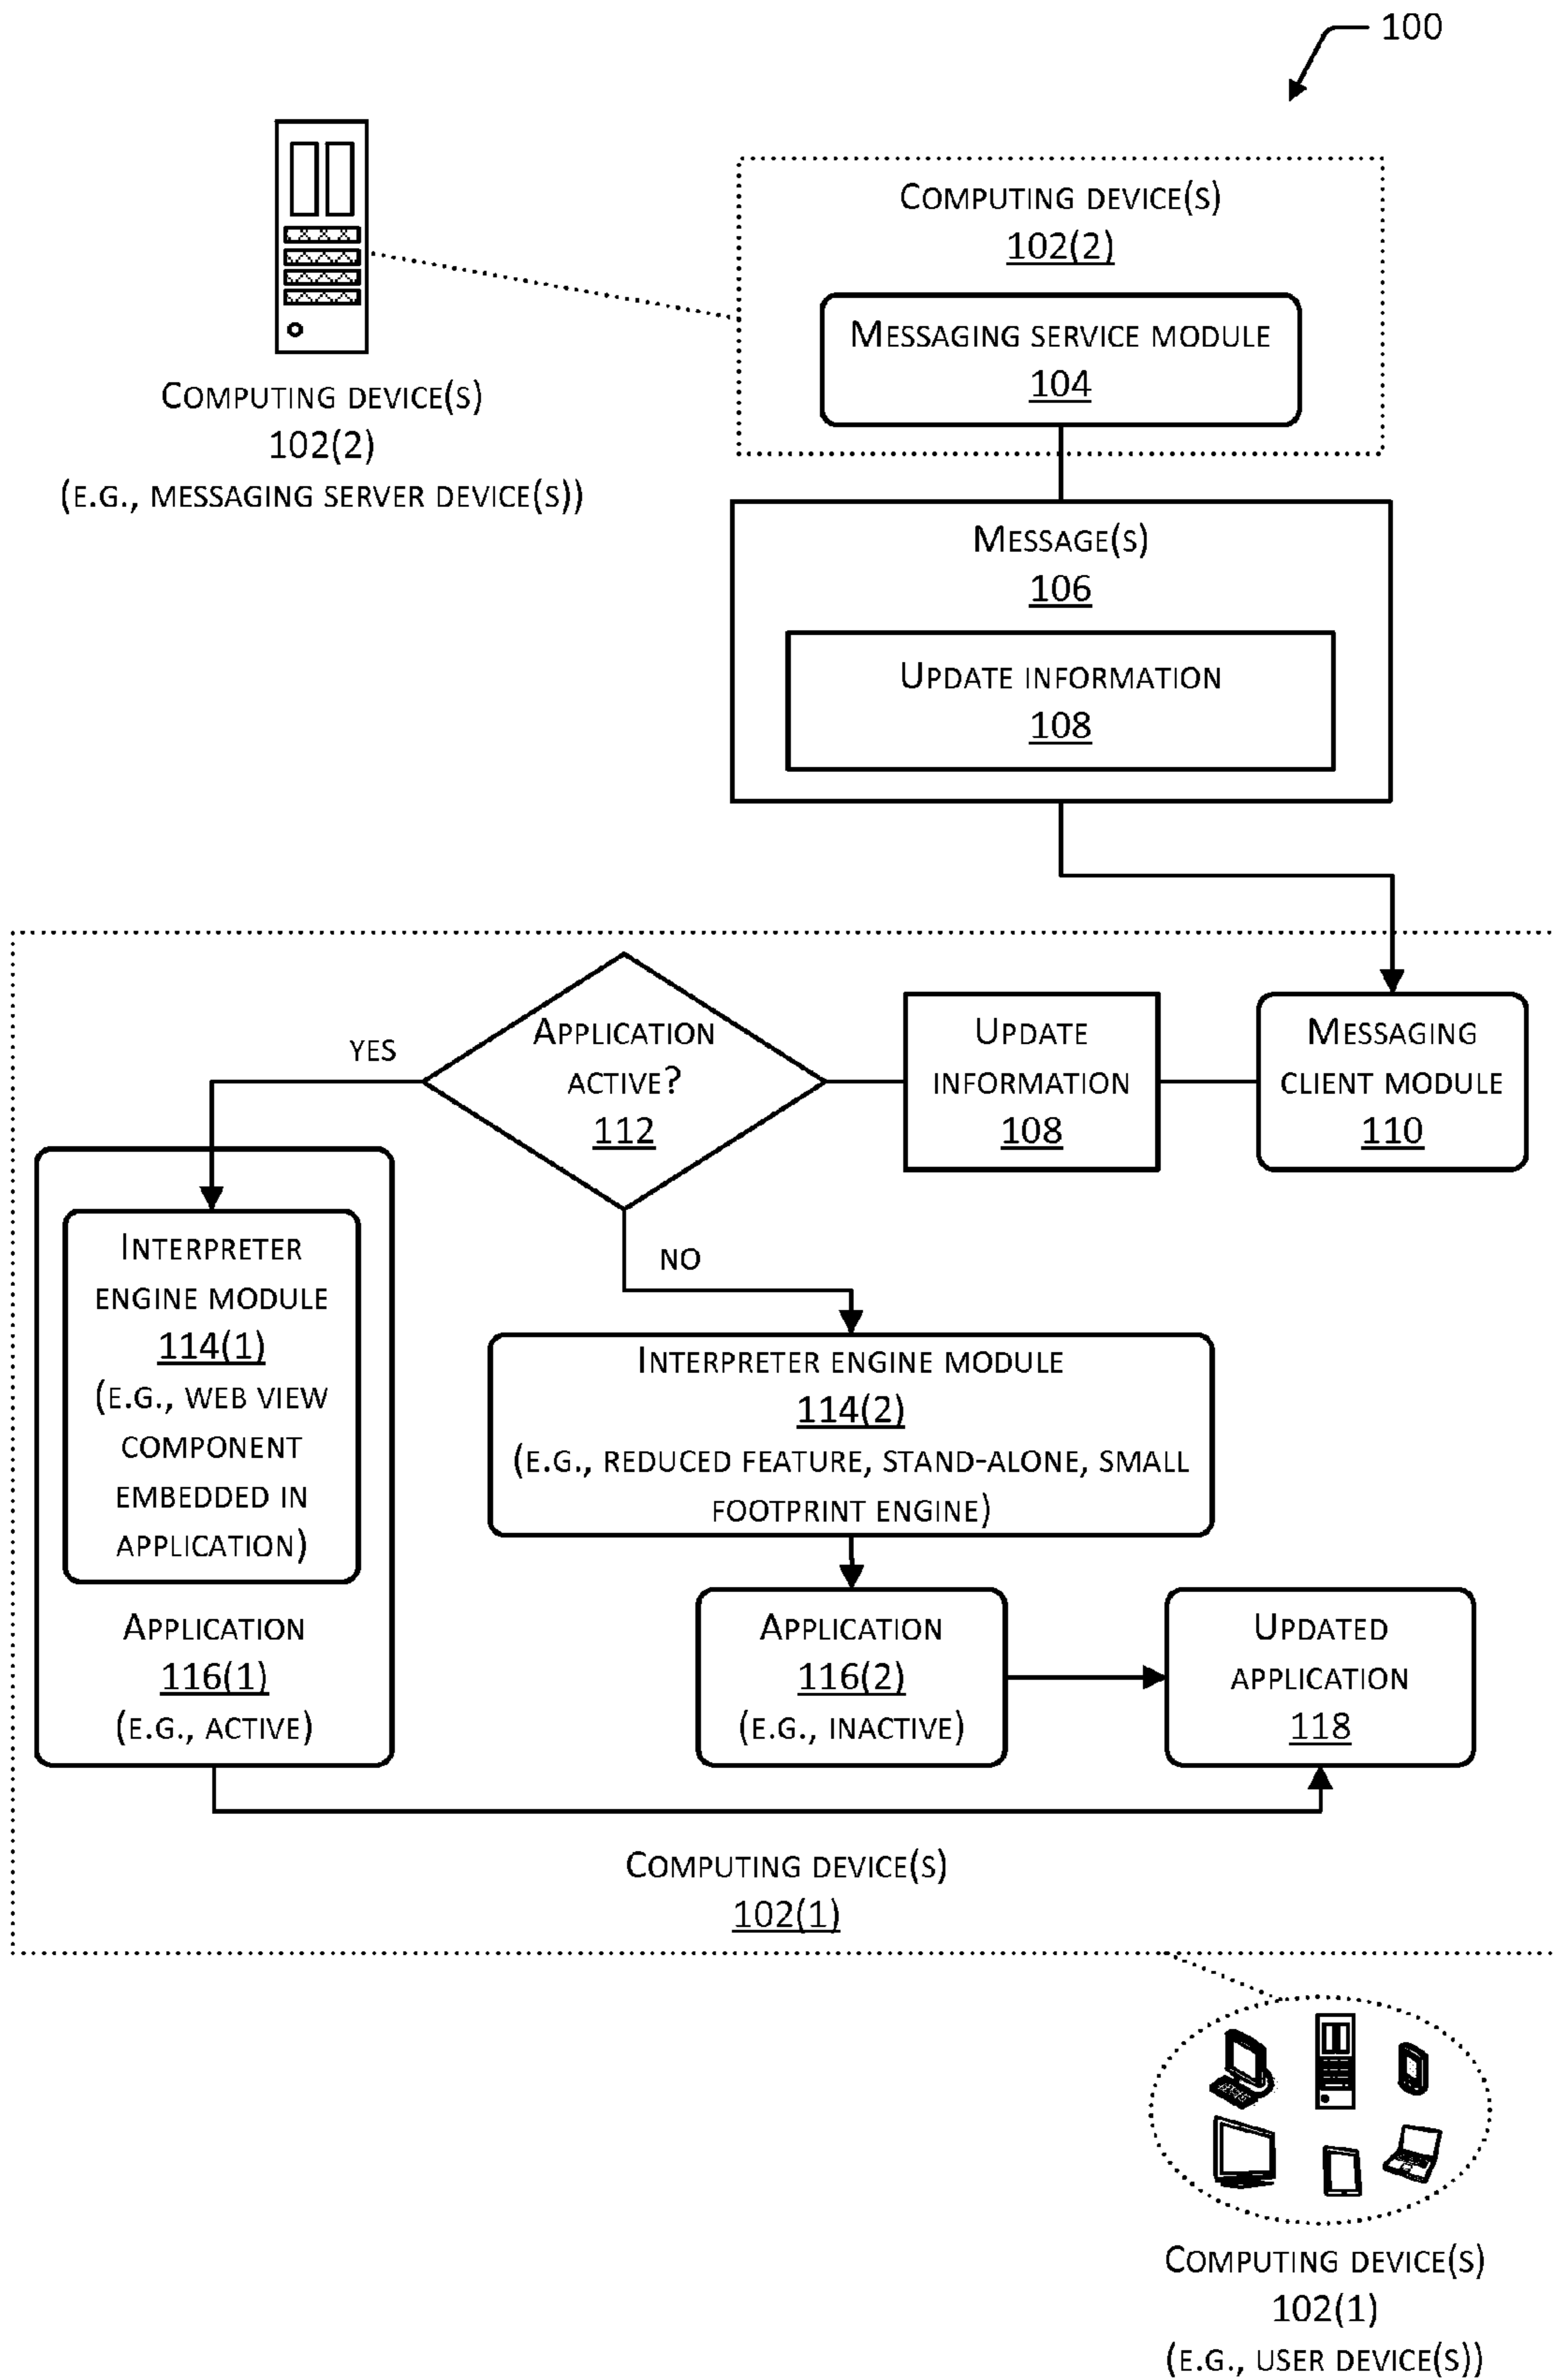 100
Computing device(s)
102(2)
Messaging service module
104
Computing device(s)
102(2)
(e.g., messaging server device(s))
Message(s)
106
Update information
108
Application
active?
112
yes
no
Update
information
108
Messaging
client module
110
Interpreter
engine module
114(1)
(e.g., web view
component
embedded in
application)
Application
116(1)
(e.g., active)
Interpreter engine module
114(2)
(e.g., reduced feature, stand-alone, small
footprint engine)
Application
116(2)
(e.g., inactive)
Updated
application
118
Computing device(s)
102(1)
Computing device(s)
102(1)
(e.g., user device(s))